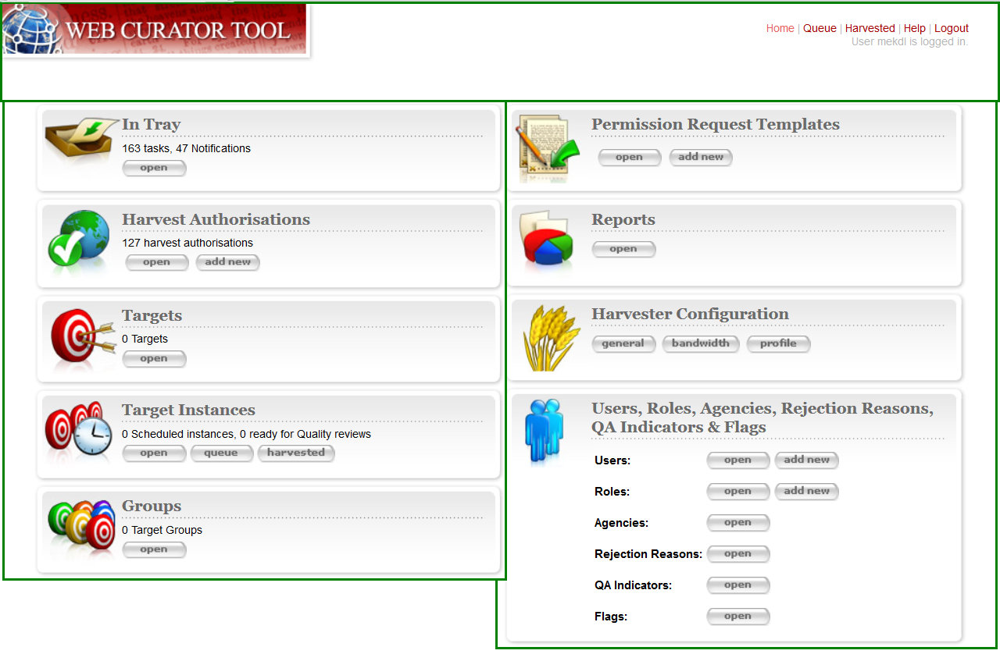 WEB CURATOR TOOL
Home | Queue | Harvested | Help | Logout
User mekdi is logged in.
In Tray
163 tasks, 47 Notifications
open
Harvest Authorisations
127 harvest authorisations
open add new
Targets
0 Targets
open
Target Instances
0 Scheduled instances, 0 ready for Quality reviews
open queue harvested
Groups
0 Target Groups
open
Permission Request Templates
open add new
Reports
open
Harvester Configuration
general bandwidth profile
Users, Roles, Agencies, Rejection Reasons,
QA Indicators & Flags
Users: open add new
Roles: open add new
Agencies: open
Rejection Reasons: open
QA Indicators: open
Flags: open